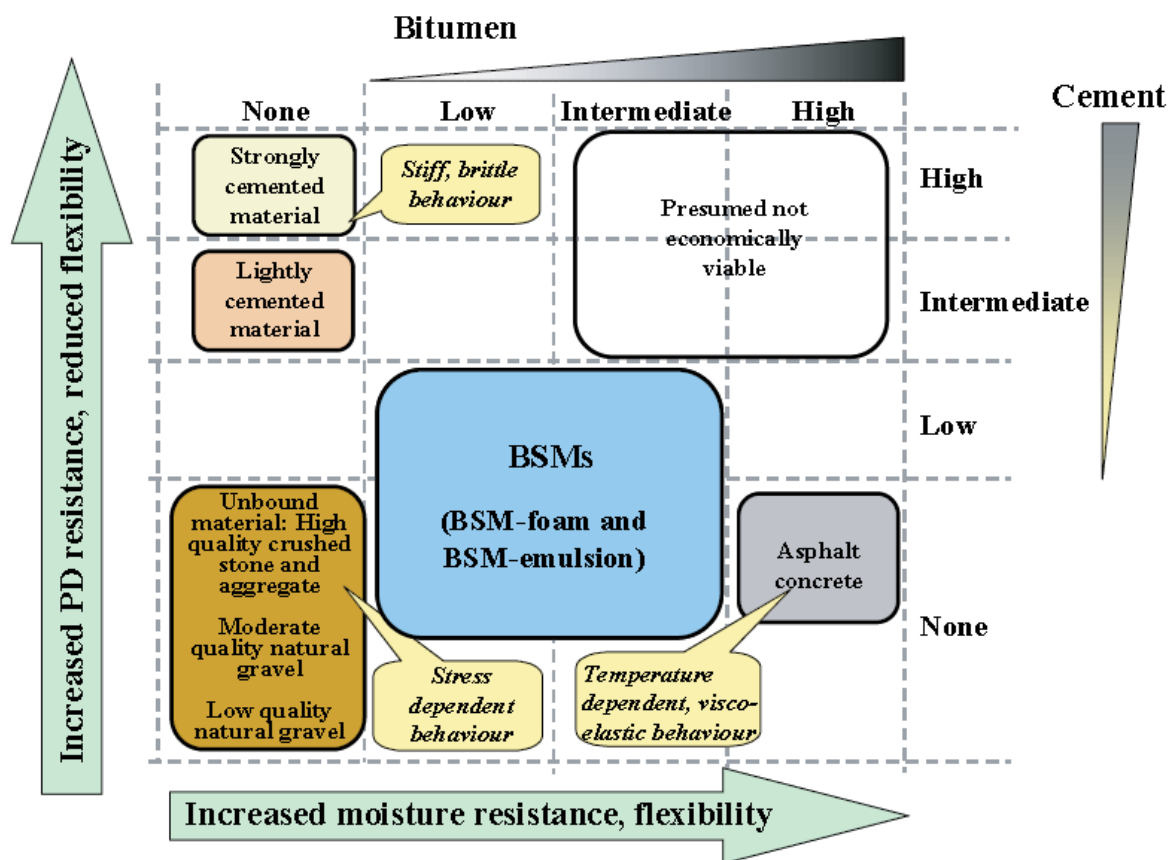 Bitumen
Cement
None
Low
Intermediate
High
Increased PD resistance, reduced flexibility
Strongly
cemented
material
Stiff, brittle
behaviour
Presumed not
economically
viable
High
Lightly
cemented
material
Intermediate
BSMs
(BSM-foam and
BSM-emulsion)
Low
Unbound
material: High
quality crushed
stone and
aggregate
Moderate
quality natural
gravel
Low quality
natural gravel
Asphalt
concrete
None
Stress
dependent
behaviour
Temperature
dependent, visco-
elastic behaviour
Increased moisture resistance, flexibility